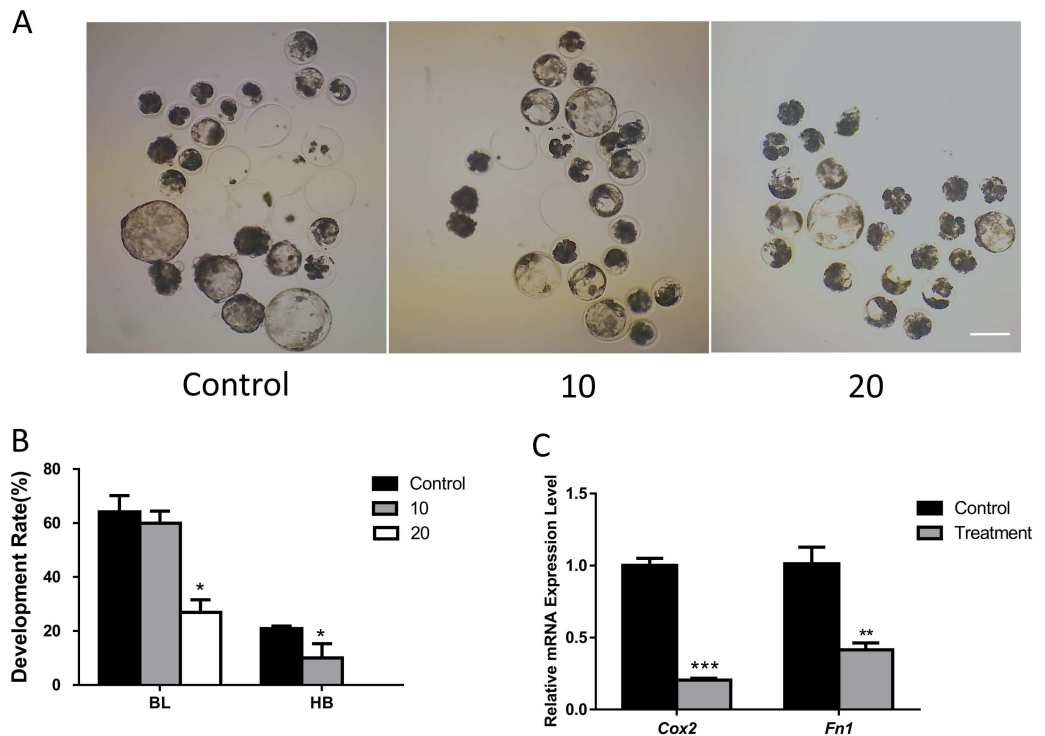 A
Control
10
20
B
Development Rate(%)
80
60
40
20
0
*
*
BL
HB
Control
10
20
C
Relative mRNA Expression Level
1.5
1.0
0.5
0.0
***
**
Cox2
Fn1
Control
Treatment